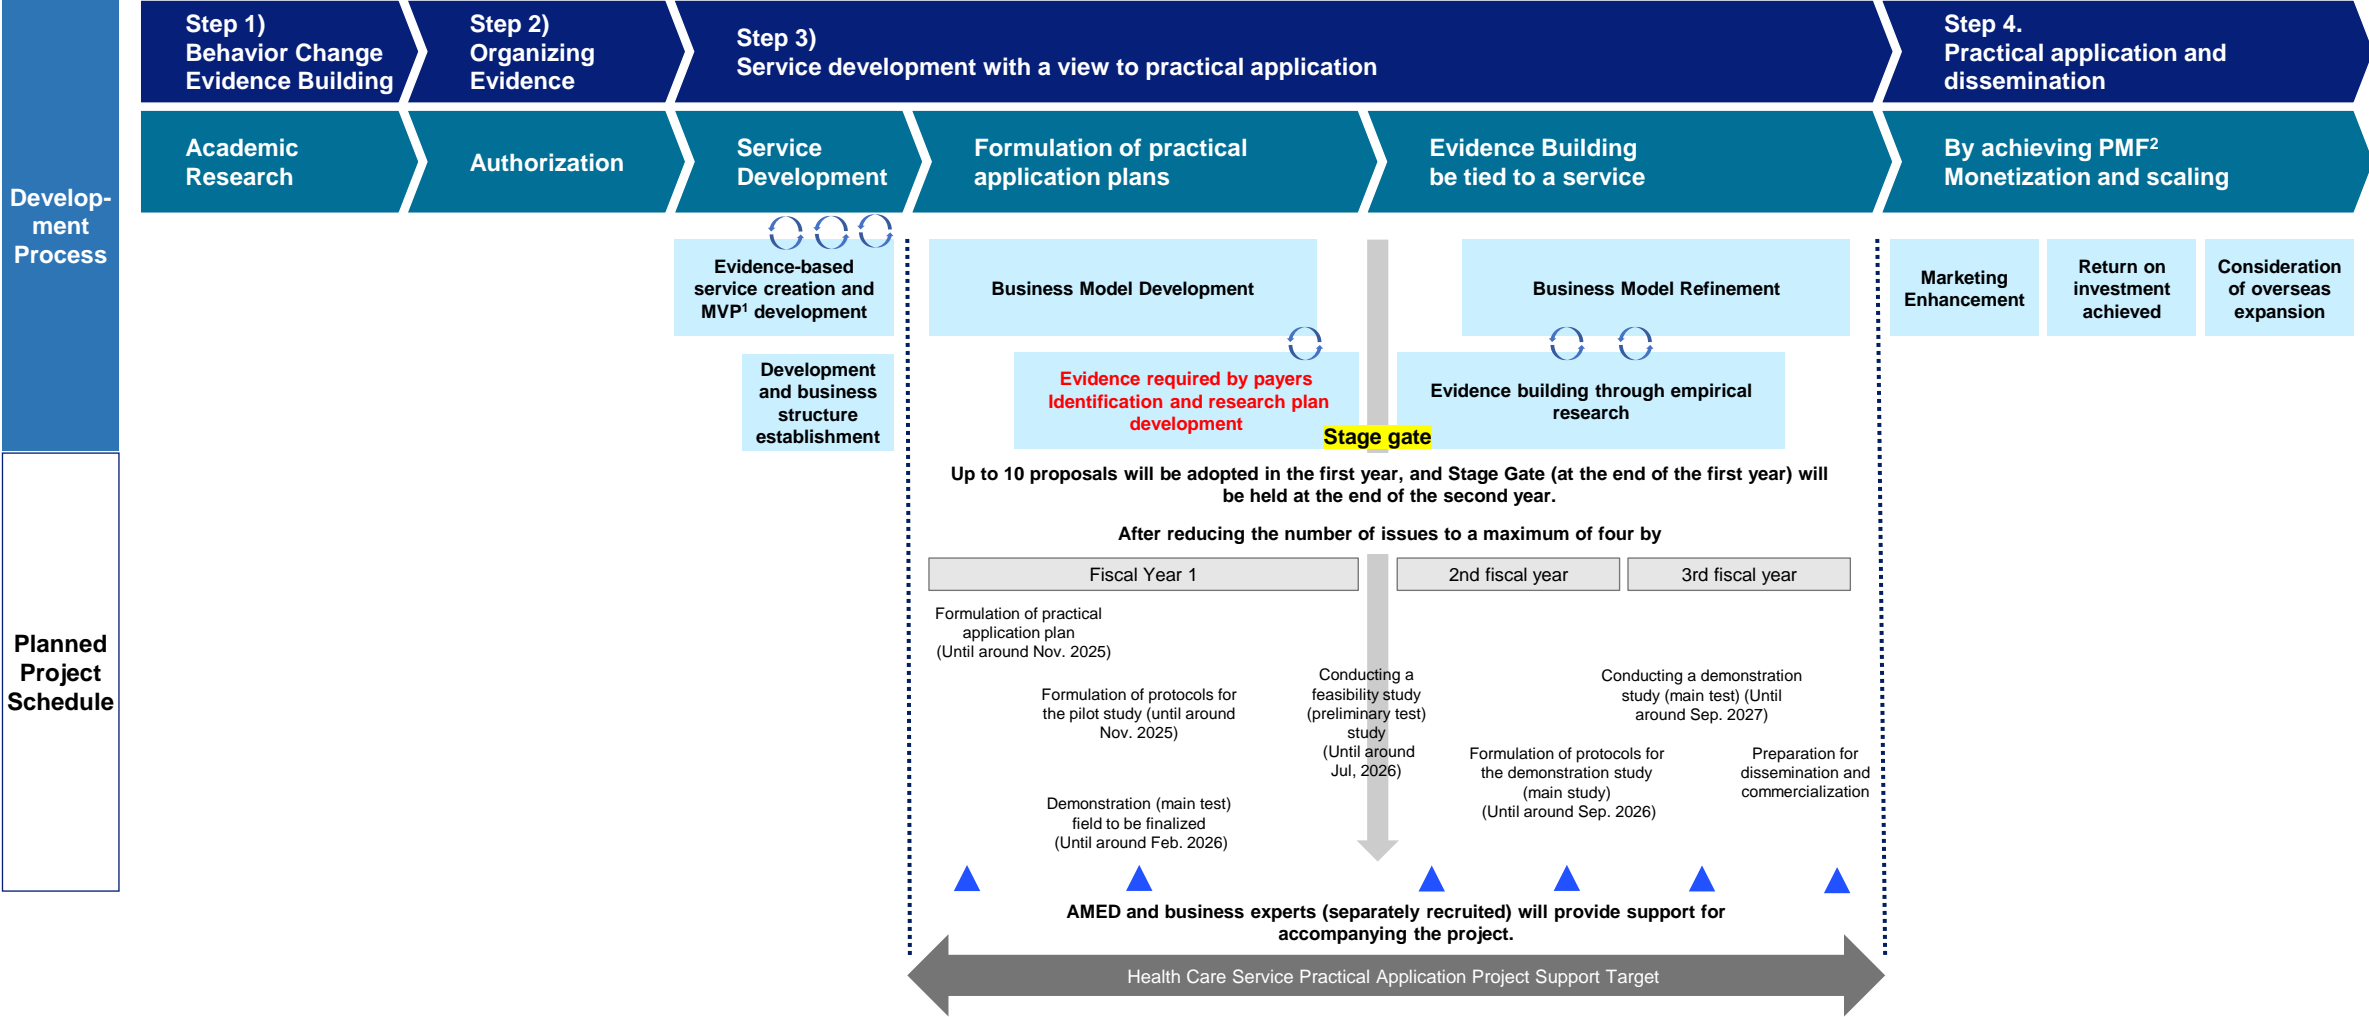 Step 1)
Behavior Change
Evidence Building
Step 2)
Organizing
Evidence
Step 3)
Service development with a view to practical application
Step 4.
Practical application and
dissemination
Develop-
ment
Process
Academic
Research
Authorization
Service
Development
Formulation of practical
application plans
Evidence Building
be tied to a service
By achieving PMF2
Monetization and scaling
Evidence-based
service creation and
MVP1 development
Development
and business
structure
establishment
Business Model Development
Evidence required by payers
Identification and research plan
development
Business Model Refinement
Evidence building through empirical
research
Marketing
Enhancement
Return on
investment
achieved
Consideration
of overseas
expansion
Stage gate
Planned
Project
Schedule
Up to 10 proposals will be adopted in the first year, and Stage Gate (at the end of the first year) will
be held at the end of the second year.
After reducing the number of issues to a maximum of four by
Fiscal Year 1
2nd fiscal year
3rd fiscal year
Formulation of practical
application plan
(Until around Nov. 2025)
Formulation of protocols for
the pilot study (until around
Nov. 2025)
Demonstration (main test)
field to be finalized
(Until around Feb. 2026)
Conducting a
feasibility study
(preliminary test)
study
(Until around
Jul, 2026)
Formulation of protocols for
the demonstration study
(main study)
(Until around Sep. 2026)
Conducting a demonstration
study (main test) (Until
around Sep. 2027)
Preparation for
dissemination and
commercialization
AMED and business experts (separately recruited) will provide support for
accompanying the project.
Health Care Service Practical Application Project Support Target